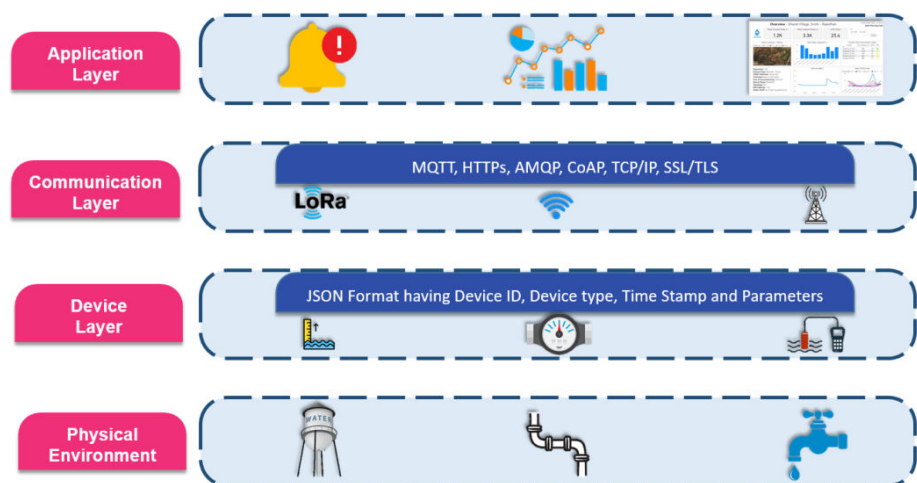 Application
Layer
Communication
Layer
MQTT, HTTPs, AMQP, CoAP, TCP/IP, SSL/TLS
LoRa
Device
Layer
JSON Format having Device ID, Device type, Time Stamp and Parameters
Physical
Environment
WATER